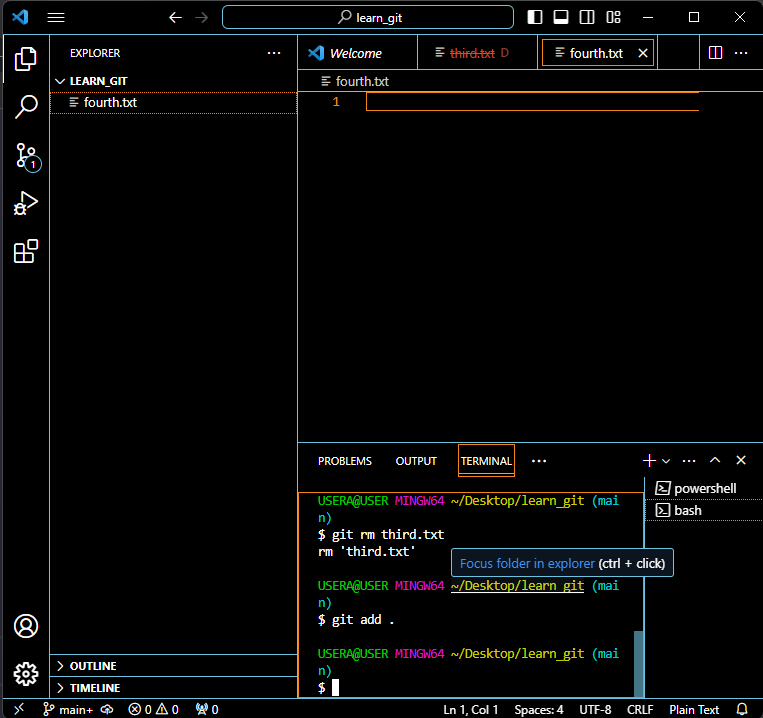 learn_git
EXPLORER
LEARN_GIT
fourth.txt
1
OUTLINE
TIMELINE
Welcome
third.txt D
fourth.txt
fourth.txt
1
PROBLEMS OUTPUT TERMINAL
powershell
bash
USERA@USER MINGW64 ~/Desktop/learn_git (mai
n)
$ git rm third.txt
rm 'third.txt'
Focus folder in explorer (ctrl + click)
USERA@USER MINGW64 ~/Desktop/learn_git (mai
n)
$ git add .
USERA@USER MINGW64 ~/Desktop/learn_git (mai
n)
$
main+ 0 0 0 Ln 1, Col 1 Spaces: 4 UTF-8 CRLF Plain Text